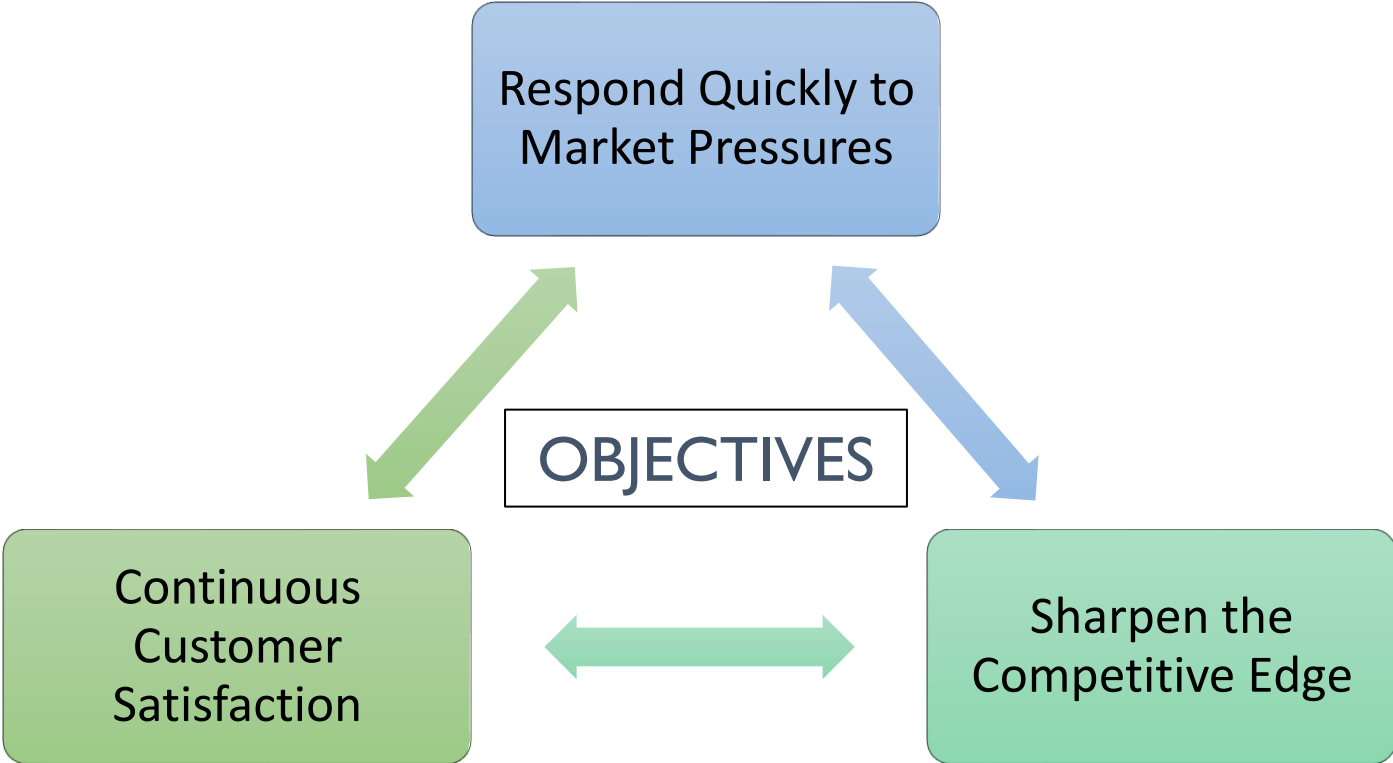 Respond Quickly to
Market Pressures
OBJECTIVES
Continuous
Customer
Satisfaction
Sharpen the
Competitive Edge